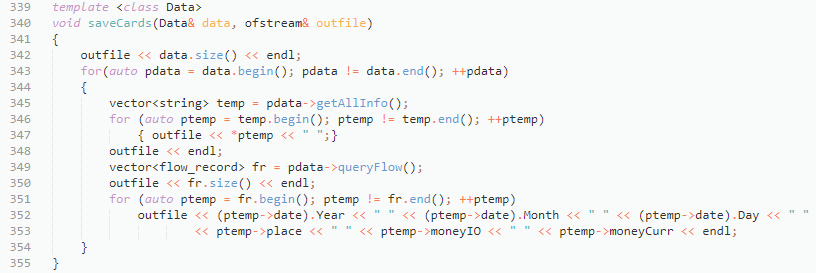 339 template <class Data>
340 void saveCards(Data& data, ofstream& outfile)
341 {
342     outfile << data.size() << endl;
343     for(auto pdata = data.begin(); pdata != data.end(); ++pdata)
344     {
345         vector<string> temp = pdata->getAllInfo();
346         for (auto ptemp = temp.begin(); ptemp != temp.end(); ++ptemp)
347             { outfile << *ptemp << " ";}
348         outfile << endl;
349         vector<flow_record> fr = pdata->queryFlow();
350         outfile << fr.size() << endl;
351         for (auto ptemp = fr.begin(); ptemp != fr.end(); ++ptemp)
352             outfile << (ptemp->date).Year << " " << (ptemp->date).Month << " " << (ptemp->date).Day << " "
353                     << ptemp->place << " " << ptemp->moneyIO << " " << ptemp->moneyCurr << endl;
354     }
355 }